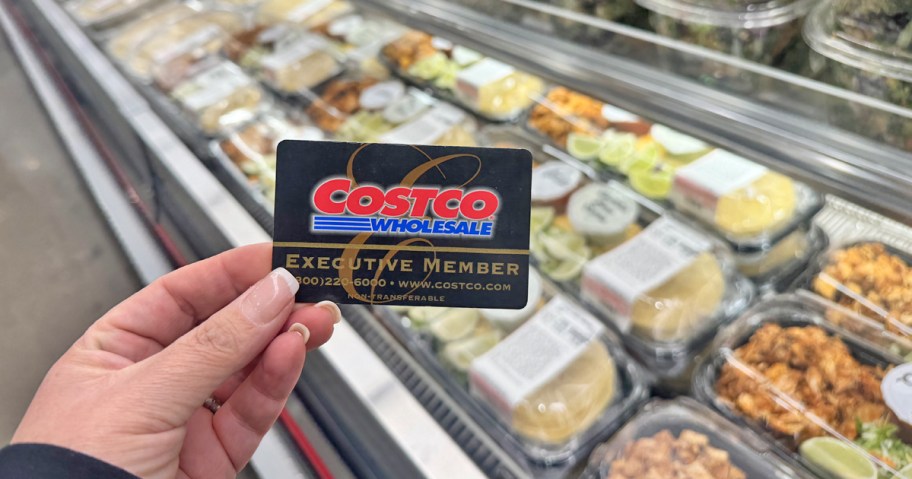 COSTCO
WHOLESALE
EXECUTIVE MEMBER
800)220-6000 • WWW.COSTCO.COM
NON-TRANSFERABLE